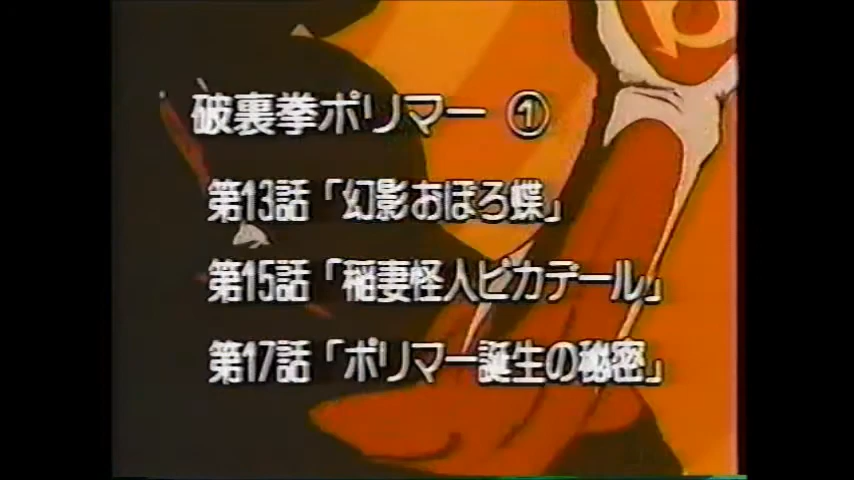 破裏拳ポリマー ①
第13話「幻影おぼろ蝶」
第15話「稲妻怪人ピカデール」
第17話「ポリマー誕生の秘密」